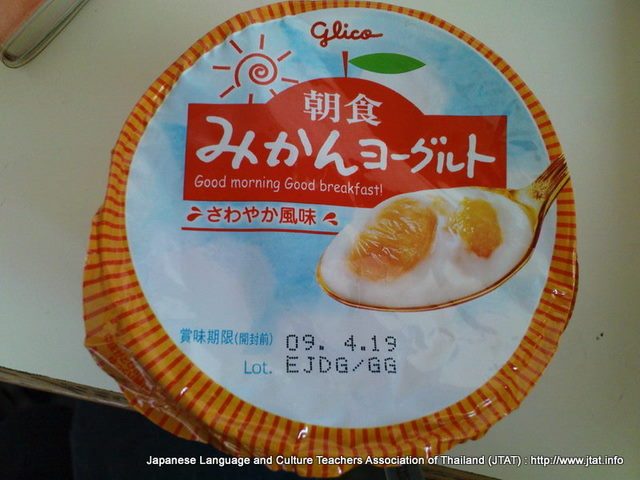 glico
朝食
みかんヨーグルト
Good morning Good breakfast!
さわやか風味
賞味期限(開封前) 09. 4.19
Lot. EJDG/GG
Japanese Language and Culture Teachers Association of Thailand (JTAT) : http://www.jtat.info